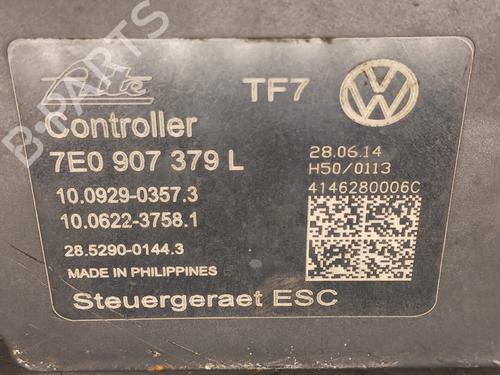 Ate
TF7
Controller
7E0 907 379 L
28.06.14
H50/0113
10.0929-0357.3
4146280006C
10.0622-3758.1
28.5290-0144.3
MADE IN PHILIPPINES
Steuergeraet ESC
B-PARTS